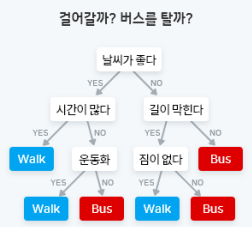 걸어갈까? 버스를 탈까?
날씨가 좋다
YES NO
시간이 많다 길이 막힌다
YES NO YES NO
Walk 운동화 짐이 없다 Bus
YES NO YES NO
Walk Bus Walk Bus